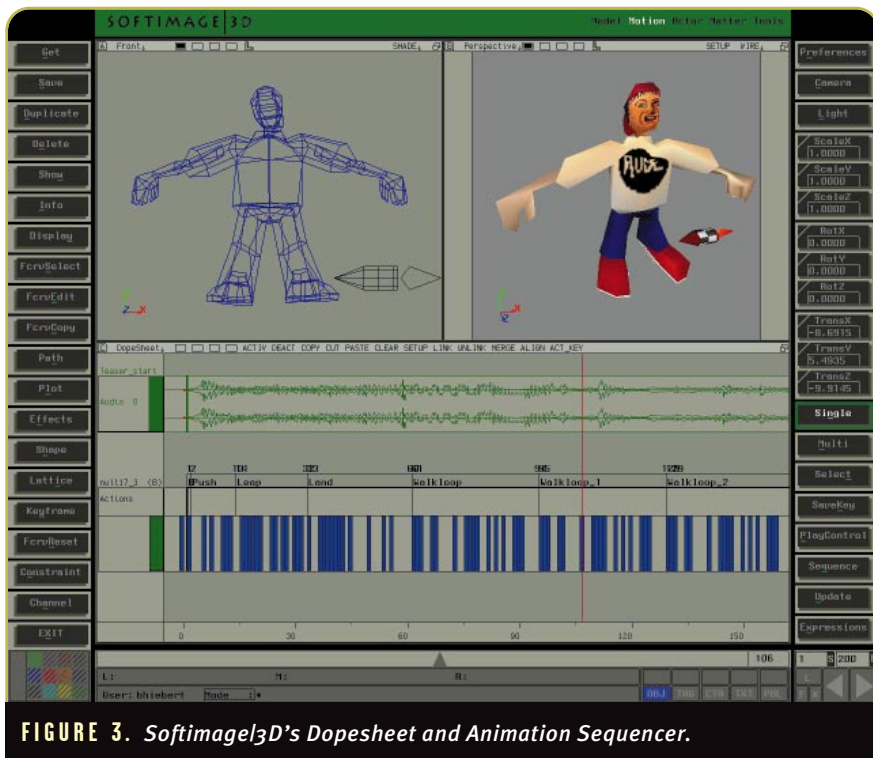 SOFTIMAGE|3D
Model Motion Actor Matter Tools
Get
Save
Duplicate
Delete
Show
Info
Display
FcrvSelect
FcrvEdit
FcrvCopy
Path
Plot
Effects
Shape
Lattice
Keyframe
FcrvReset
Constraint
Channel
EXIT
A Front SHADE
B Perspective SETUP WIRE
RUDE
DopeSheet ACTIV DEACT COPY CUT PASTE CLEAR SETUP LINK UNLINK MERGE ALIGN ACT_KEY
Teaser_start
Audio 0
null17_3 (0) Push Leap Land Walkloop Walkloop_1 Walkloop_2
Actions
0 30 60 90 120 150
106
L: M: R:
User: bhiebert Mode
OBJ TAG CTR TXT POL
Preferences
Camera
Light
ScaleX
1.0000
ScaleY
1.0000
ScaleZ
1.0000
RotX
0.0000
RotY
0.0000
RotZ
0.0000
TransX
-8.6915
TransY
5.4935
TransZ
-9.9145
Single
Multi
Select
SaveKey
PlayControl
Sequence
Update
Expressions
1 S 200
FIGURE 3. Softimage|3D's Dopesheet and Animation Sequencer.